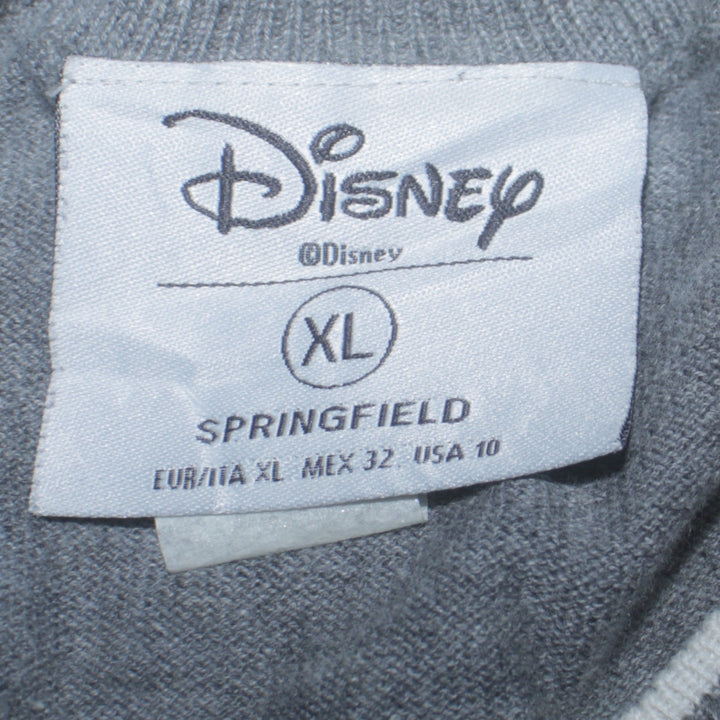 Disney
©Disney
XL
SPRINGFIELD
EUR/ITA XL MEX 32. USA 10